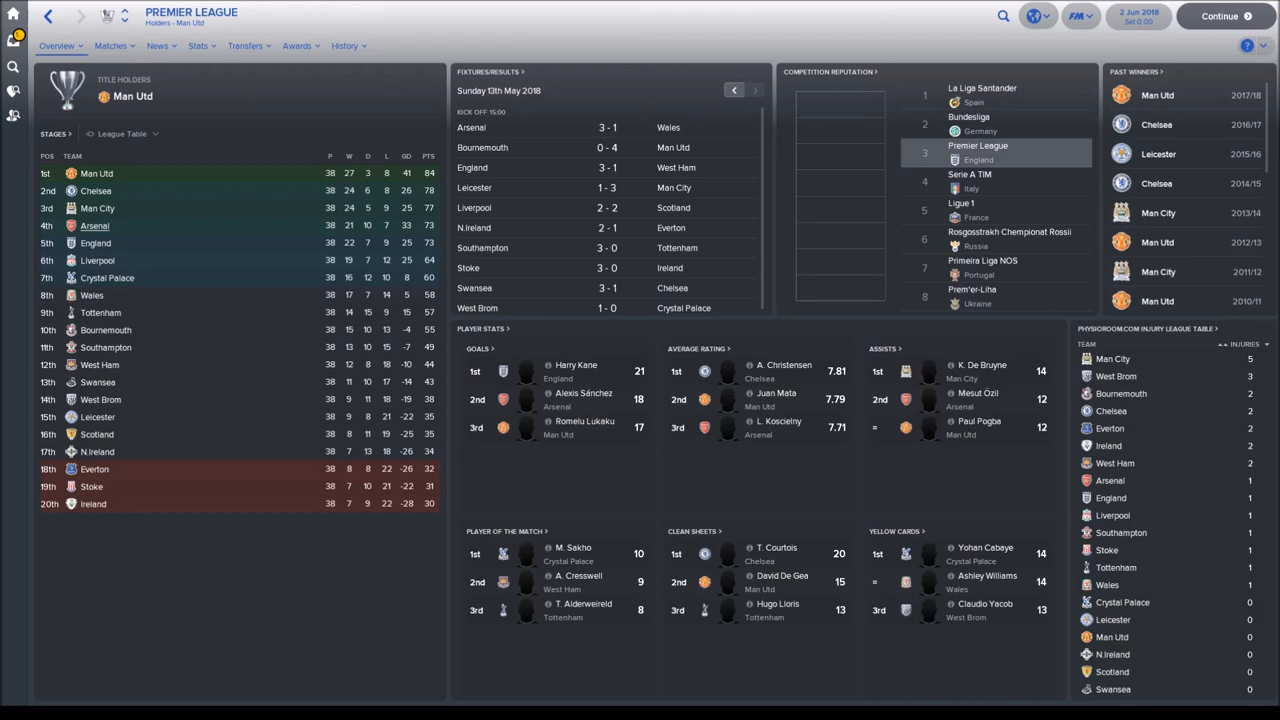 PREMIER LEAGUE
Holders - Man Utd
2 Jun 2018
Sat 0:00
FM
Continue
Overview Matches News Stats Transfers Awards History
?
TITLE HOLDERS
Man Utd
STAGES > League Table
POS TEAM P W D L GD PTS
1st Man Utd 38 27 3 8 41 84
2nd Chelsea 38 24 6 8 26 78
3rd Man City 38 24 5 9 25 77
4th Arsenal 38 21 10 7 33 73
5th England 38 22 7 9 25 73
6th Liverpool 38 19 7 12 25 64
7th Crystal Palace 38 16 12 10 8 60
8th Wales 38 17 7 14 5 58
9th Tottenham 38 14 15 9 15 57
10th Bournemouth 38 15 10 13 -4 55
11th Southampton 38 13 10 15 -7 49
12th West Ham 38 12 8 18 -10 44
13th Swansea 38 11 10 17 -14 43
14th West Brom 38 9 11 18 -19 38
15th Leicester 38 9 8 21 -22 35
16th Scotland 38 8 11 19 -25 35
17th N.Ireland 38 7 13 18 -26 34
18th Everton 38 8 8 22 -26 32
19th Stoke 38 7 10 21 -22 31
20th Ireland 38 7 9 22 -28 30
FIXTURES/RESULTS >
Sunday 13th May 2018
KICK OFF 15:00
Arsenal 3 - 1 Wales
Bournemouth 0 - 4 Man Utd
England 3 - 1 West Ham
Leicester 1 - 3 Man City
Liverpool 2 - 2 Scotland
N.Ireland 2 - 1 Everton
Southampton 3 - 0 Tottenham
Stoke 3 - 0 Ireland
Swansea 3 - 1 Chelsea
West Brom 1 - 0 Crystal Palace
COMPETITION REPUTATION >
1 La Liga Santander
Spain
2 Bundesliga
Germany
3 Premier League
England
4 Serie A TIM
Italy
5 Ligue 1
France
6 Rosgosstrakh Championat Rossii
Russia
7 Primeira Liga NOS
Portugal
8 Prem'er-Liha
Ukraine
PAST WINNERS >
Man Utd 2017/18
Chelsea 2016/17
Leicester 2015/16
Chelsea 2014/15
Man City 2013/14
Man Utd 2012/13
Man City 2011/12
Man Utd 2010/11
PLAYER STATS >
GOALS >
1st Harry Kane 21
England
2nd Alexis Sánchez 18
Arsenal
3rd Romelu Lukaku 17
Man Utd
AVERAGE RATING >
1st A. Christensen 7.81
Chelsea
2nd Juan Mata 7.79
Man Utd
3rd L. Koscielny 7.71
Arsenal
ASSISTS >
1st K. De Bruyne 14
Man City
2nd Mesut Özil 12
Arsenal
= Paul Pogba 12
Man Utd
PLAYER OF THE MATCH >
1st M. Sakho 10
Crystal Palace
2nd A. Cresswell 9
West Ham
3rd T. Alderweireld 8
Tottenham
CLEAN SHEETS >
1st T. Courtois 20
Chelsea
2nd David De Gea 15
Man Utd
3rd Hugo Lloris 13
Tottenham
YELLOW CARDS >
1st Yohan Cabaye 14
Crystal Palace
= Ashley Williams 14
Wales
3rd Claudio Yacob 13
West Brom
PHYSIOROOM.COM INJURY LEAGUE TABLE >
TEAM INJURIES
Man City 5
West Brom 3
Bournemouth 2
Chelsea 2
Everton 2
Ireland 2
West Ham 2
Arsenal 1
England 1
Liverpool 1
Southampton 1
Stoke 1
Tottenham 1
Wales 1
Crystal Palace 0
Leicester 0
Man Utd 0
N.Ireland 0
Scotland 0
Swansea 0